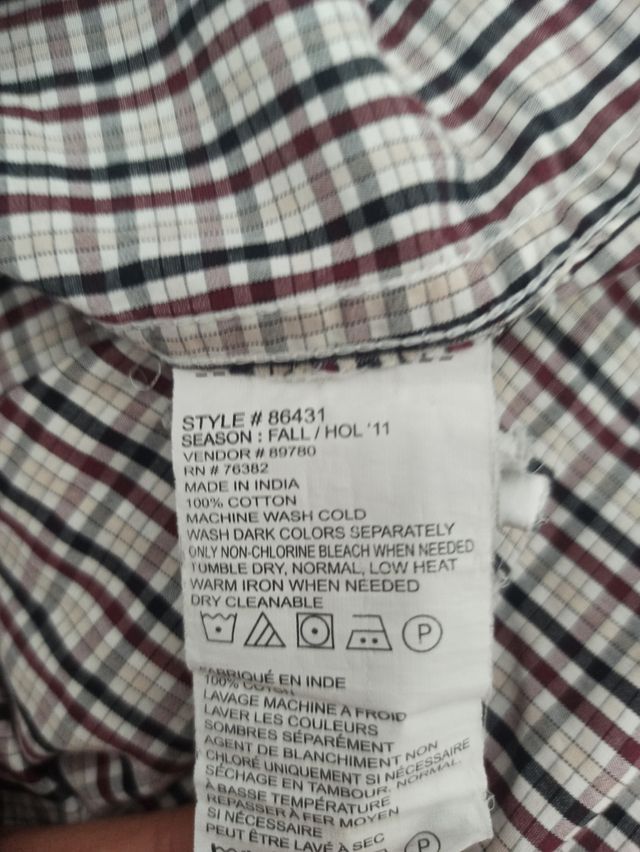 STYLE # 86431
SEASON : FALL / HOL '11
VENDOR # 89780
RN # 76382
MADE IN INDIA
100% COTTON
MACHINE WASH COLD
WASH DARK COLORS SEPARATELY
ONLY NON-CHLORINE BLEACH WHEN NEEDED
TUMBLE DRY, NORMAL, LOW HEAT
WARM IRON WHEN NEEDED
DRY CLEANABLE
P
FABRIQUÉ EN INDE
100% COTON
LAVAGE MACHINE A FROID
LAVER LES COULEURS
SOMBRES SÉPARÉMENT
AGENT DE BLANCHIMENT NON
CHLORÉ UNIQUEMENT SI NÉCESSAIRE
SÉCHAGE EN TAMBOUR, NORMAL,
À BASSE TEMPÉRATURE
REPASSER À FER MOYEN
SI NÉCESSAIRE
PEUT ÊTRE LAVÉ À SEC
P